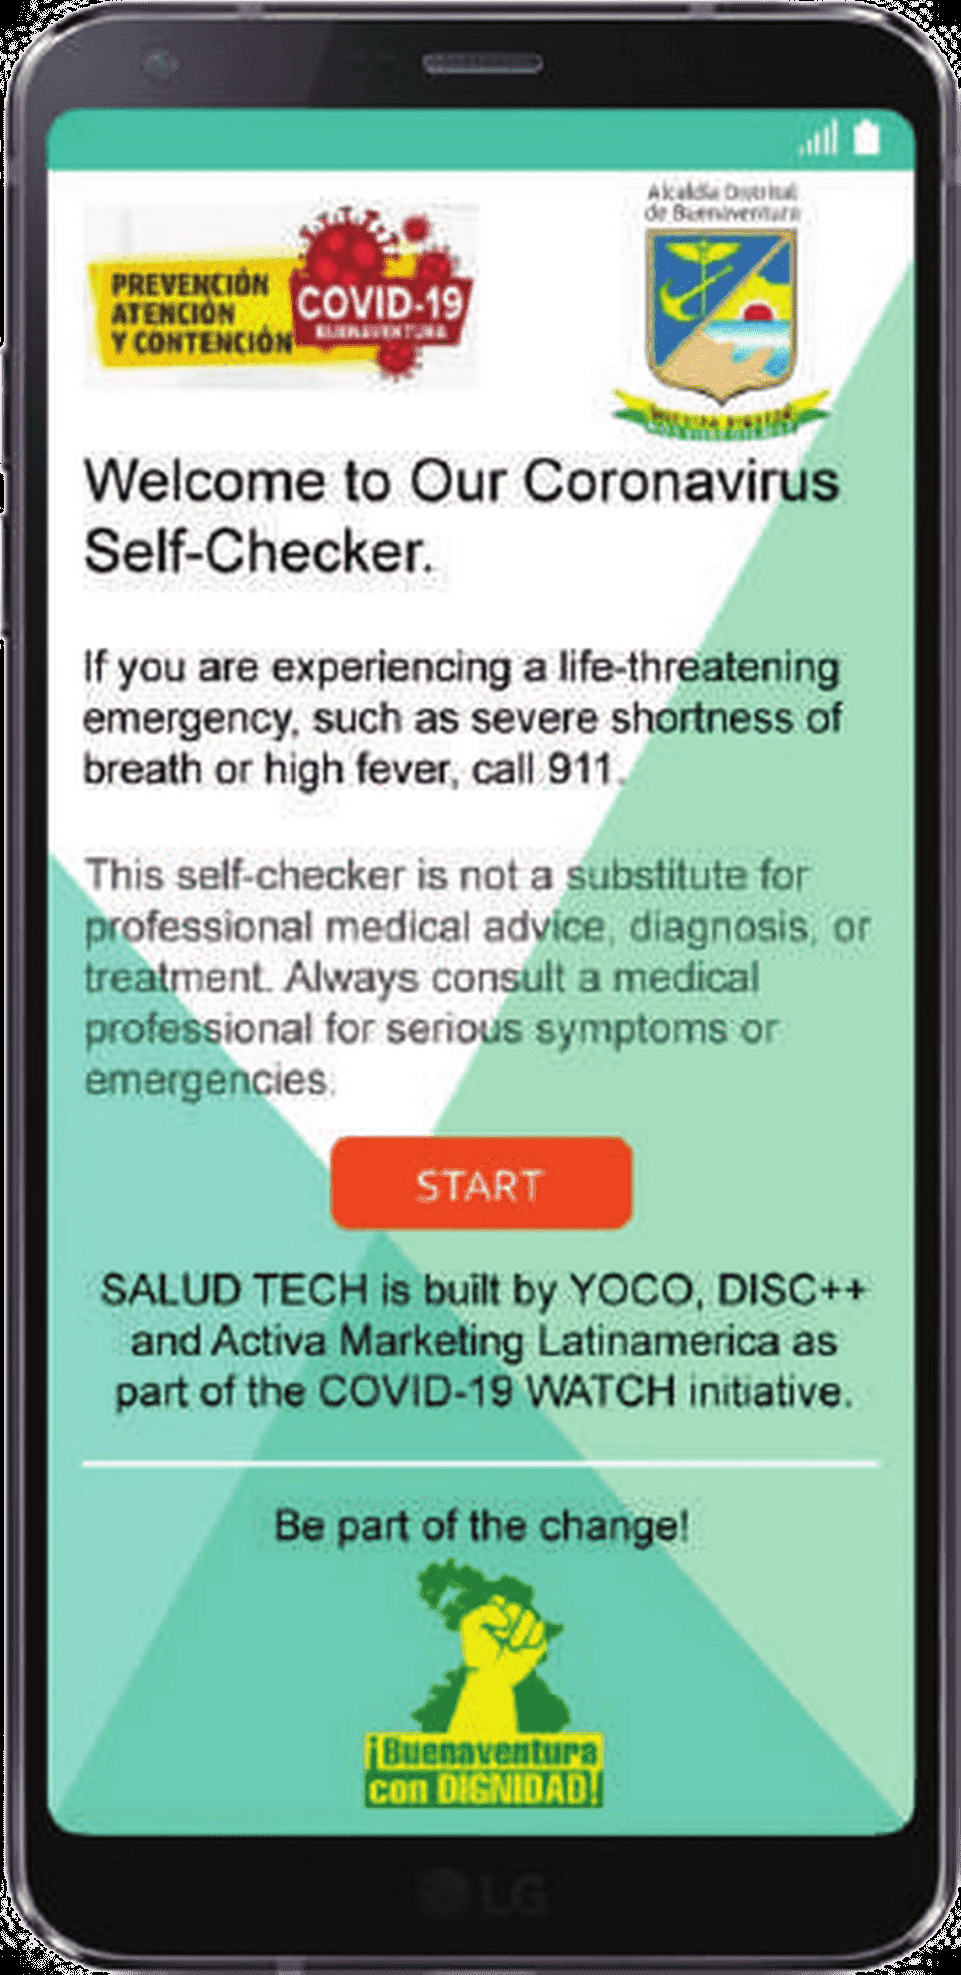 Alcaldía Distrital
de Buenaventura
PREVENCIÓN
ATENCIÓN
Y CONTENCIÓN
COVID-19
BUENAVENTURA
Welcome to Our Coronavirus
Self-Checker.
If you are experiencing a life-threatening
emergency, such as severe shortness of
breath or high fever, call 911.
This self-checker is not a substitute for
professional medical advice, diagnosis, or
treatment. Always consult a medical
professional for serious symptoms or
emergencies.
START
SALUD TECH is built by YOCO, DISC++
and Activa Marketing Latinamerica as
part of the COVID-19 WATCH initiative.
Be part of the change!
¡Buenaventura
con DIGNIDAD!
LG